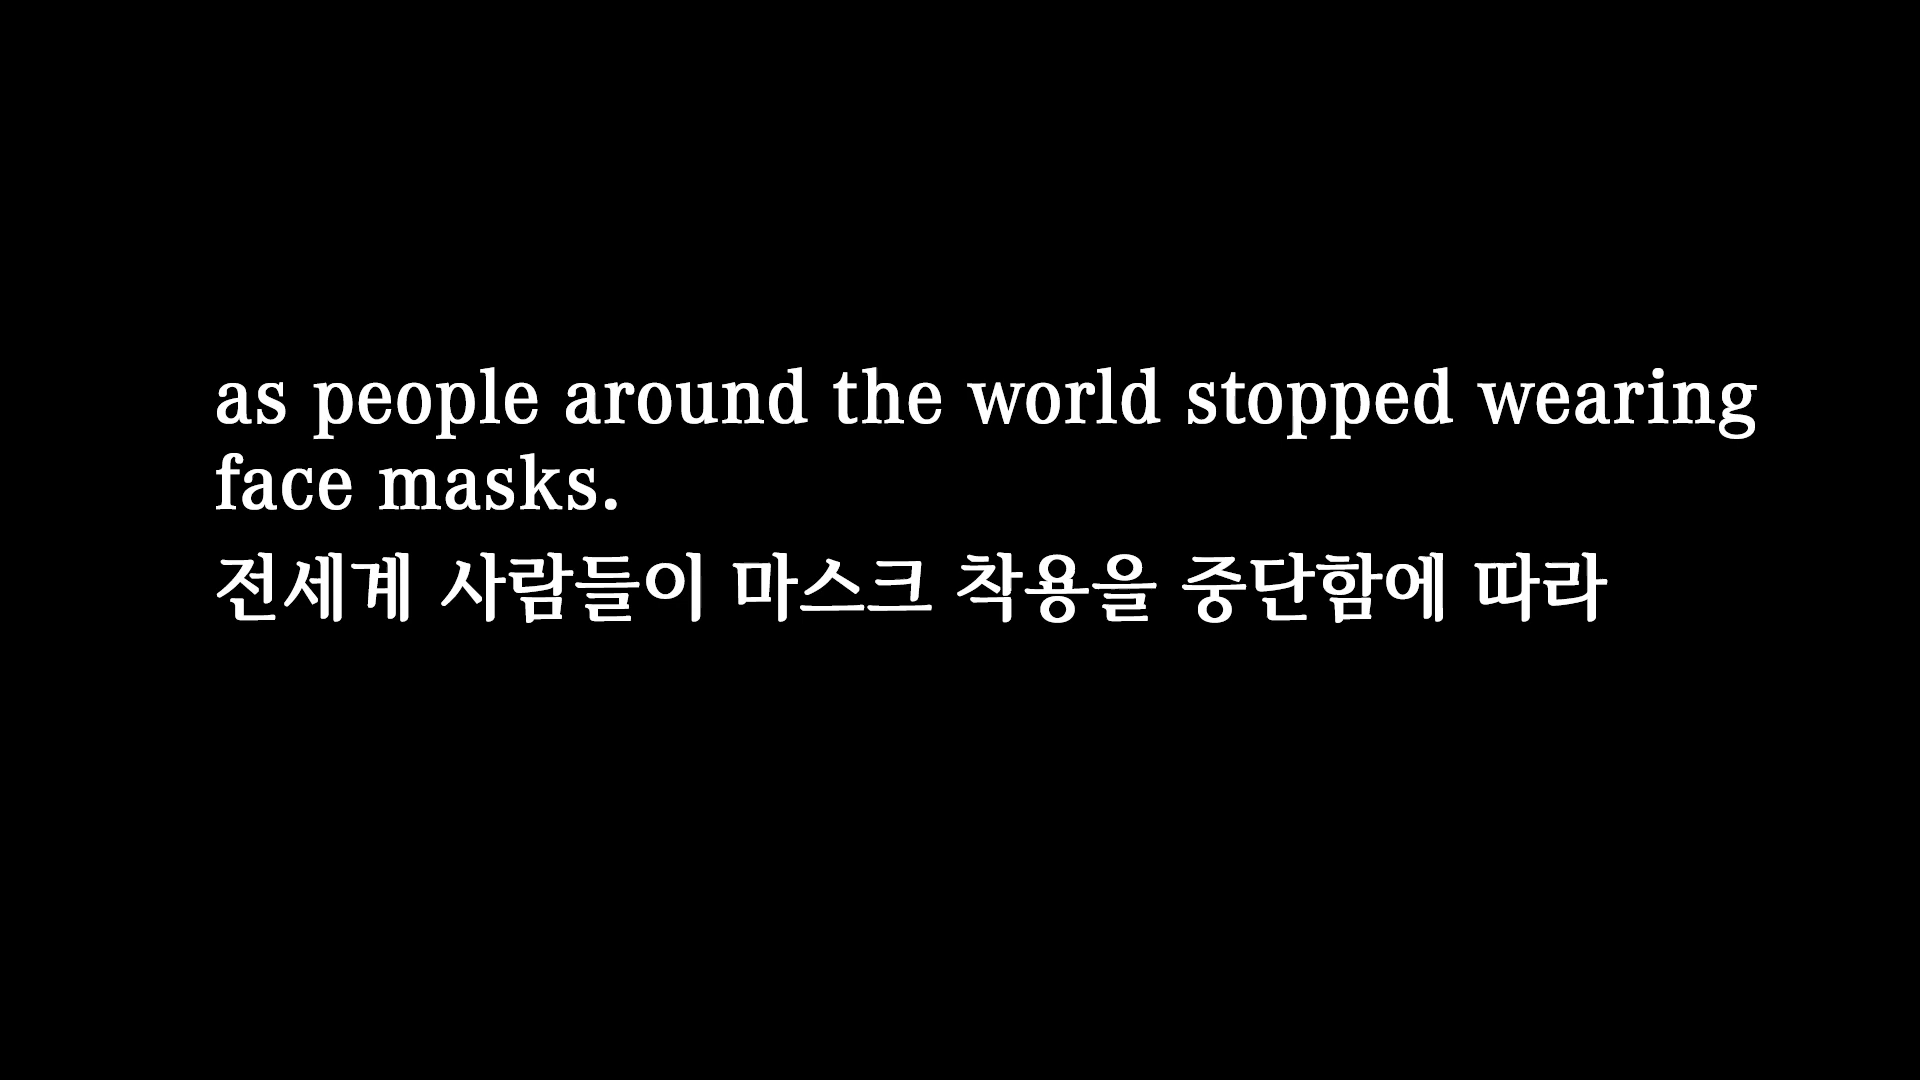 as people around the world stopped wearing
face masks.
전세계 사람들이 마스크 착용을 중단함에 따라